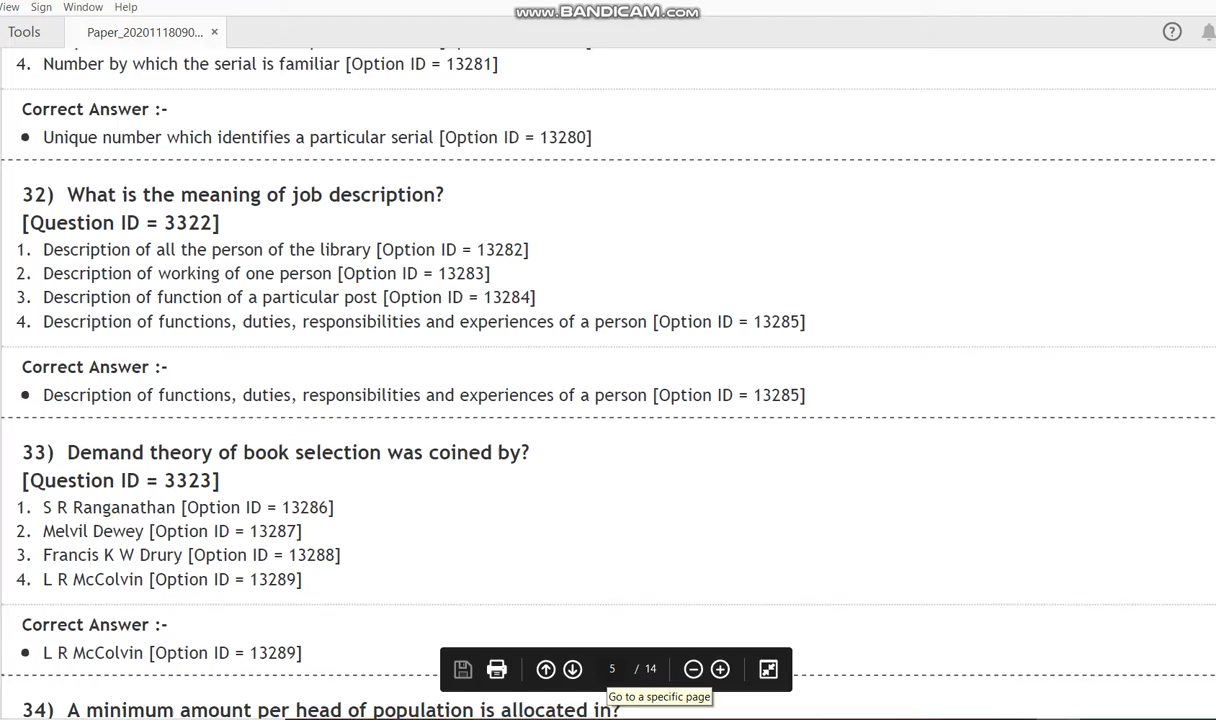 View Sign Window Help
www.BANDICAM.com
Tools Paper_20201118090... ×
4. Number by which the serial is familiar [Option ID = 13281]
Correct Answer :-
• Unique number which identifies a particular serial [Option ID = 13280]
32) What is the meaning of job description?
[Question ID = 3322]
1. Description of all the person of the library [Option ID = 13282]
2. Description of working of one person [Option ID = 13283]
3. Description of function of a particular post [Option ID = 13284]
4. Description of functions, duties, responsibilities and experiences of a person [Option ID = 13285]
Correct Answer :-
• Description of functions, duties, responsibilities and experiences of a person [Option ID = 13285]
33) Demand theory of book selection was coined by?
[Question ID = 3323]
1. S R Ranganathan [Option ID = 13286]
2. Melvil Dewey [Option ID = 13287]
3. Francis K W Drury [Option ID = 13288]
4. L R McColvin [Option ID = 13289]
Correct Answer :-
• L R McColvin [Option ID = 13289]
5 / 14
Go to a specific page
34) A minimum amount per head of population is allocated in?